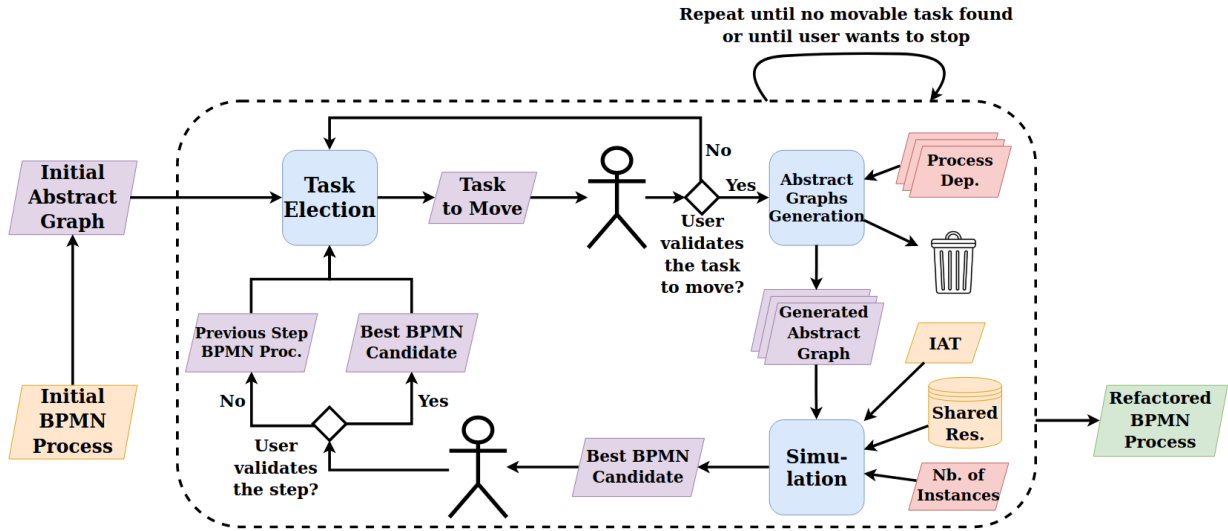 Repeat until no movable task found
or until user wants to stop
Initial
Abstract
Graph
Task
Election
Task
to Move
No
Yes
User
validates
the task
to move?
Abstract
Graphs
Generation
Process
Dep.
Generated
Abstract
Graph
Previous Step
BPMN Proc.
Best BPMN
Candidate
IAT
Initial
BPMN
Process
No
Yes
User
validates
the step?
Best BPMN
Candidate
Simu-
lation
Shared
Res.
Nb. of
Instances
Refactored
BPMN
Process